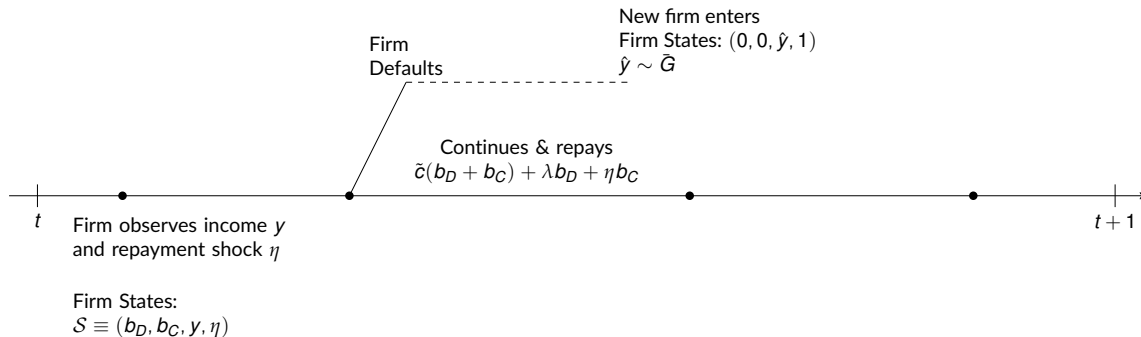 New firm enters
Firm States: (0, 0, ŷ, 1)
ŷ ∼ Ḡ
Firm
Defaults
Continues & repays
c̃(b_D + b_C) + λb_D + ηb_C
t
t + 1
Firm observes income y
and repayment shock η
Firm States:
𝒮 ≡ (b_D, b_C, y, η)